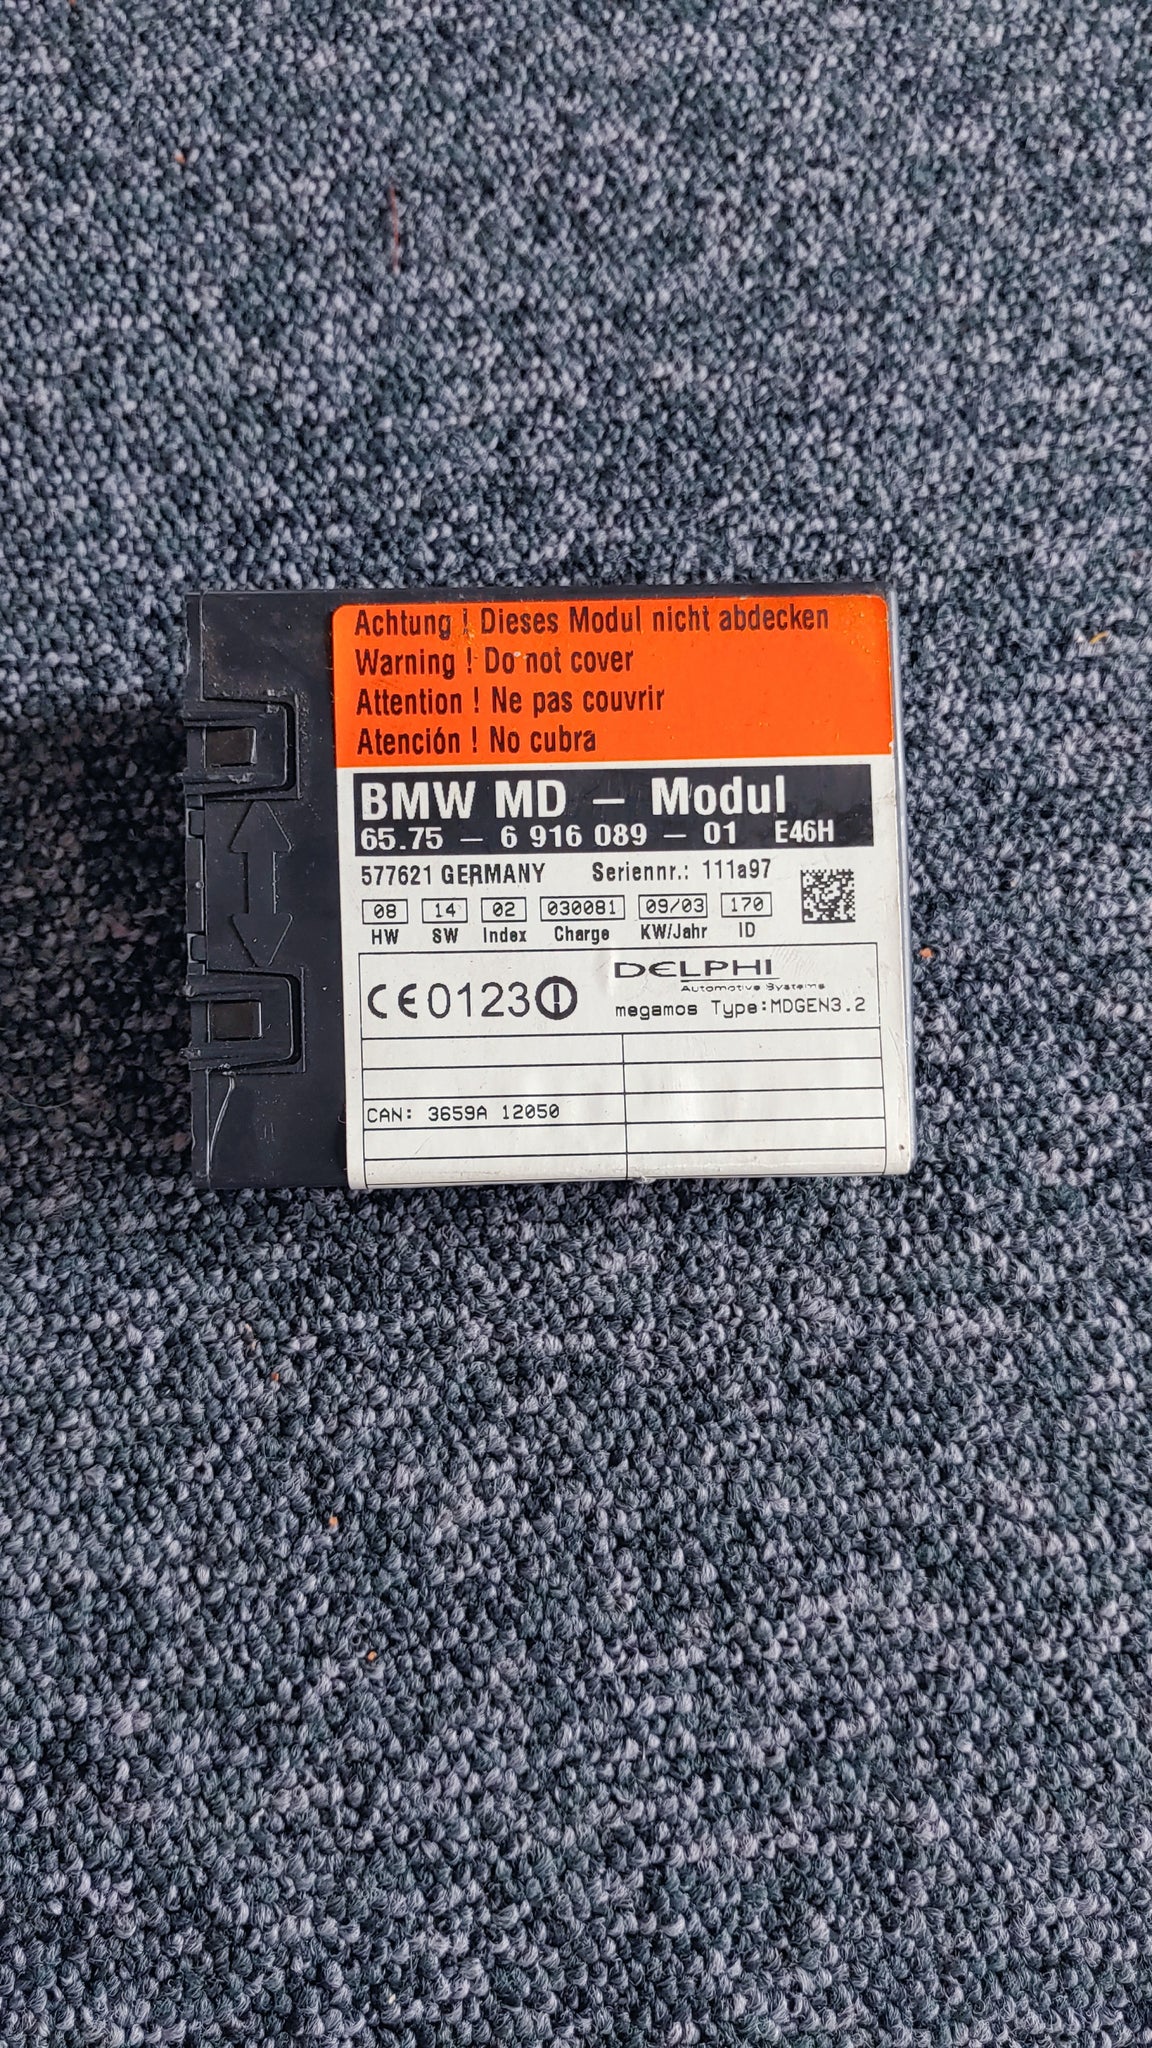 Achtung ! Dieses Modul nicht abdecken
Warning ! Do not cover
Attention ! Ne pas couvrir
Atención ! No cubra
BMW MD – Modul
65.75 – 6 916 089 – 01 E46H
577621 GERMANY Seriennr.: 111a97
08 14 02 030081 09/03 170
HW SW Index Charge KW/Jahr ID
CE0123
DELPHI
Automotive Systems
megamos Type:MDGEN3.2
CAN: 3659A 12050